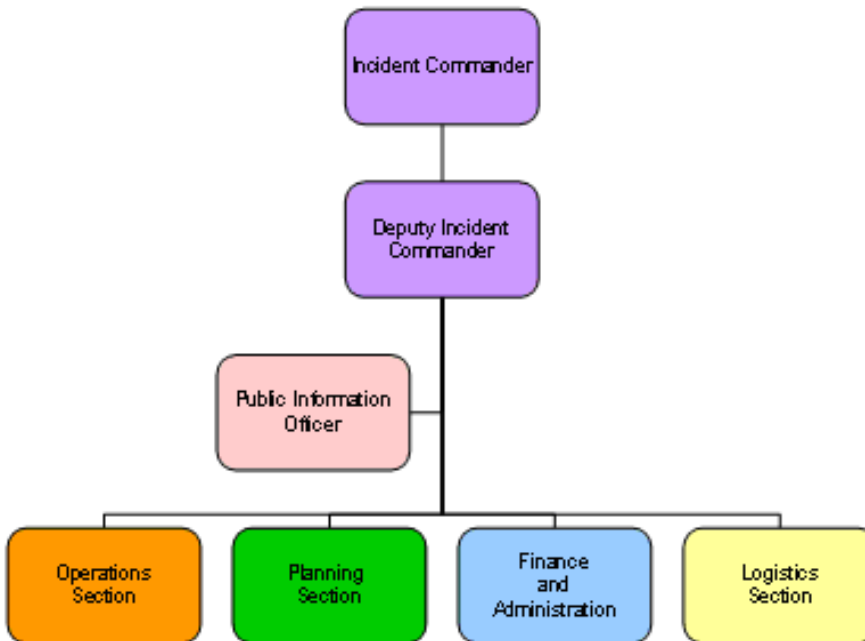 Incident Commander
Deputy Incident
Commander
Public Information
Officer
Operations
Section
Planning
Section
Finance
and
Administration
Logistics
Section